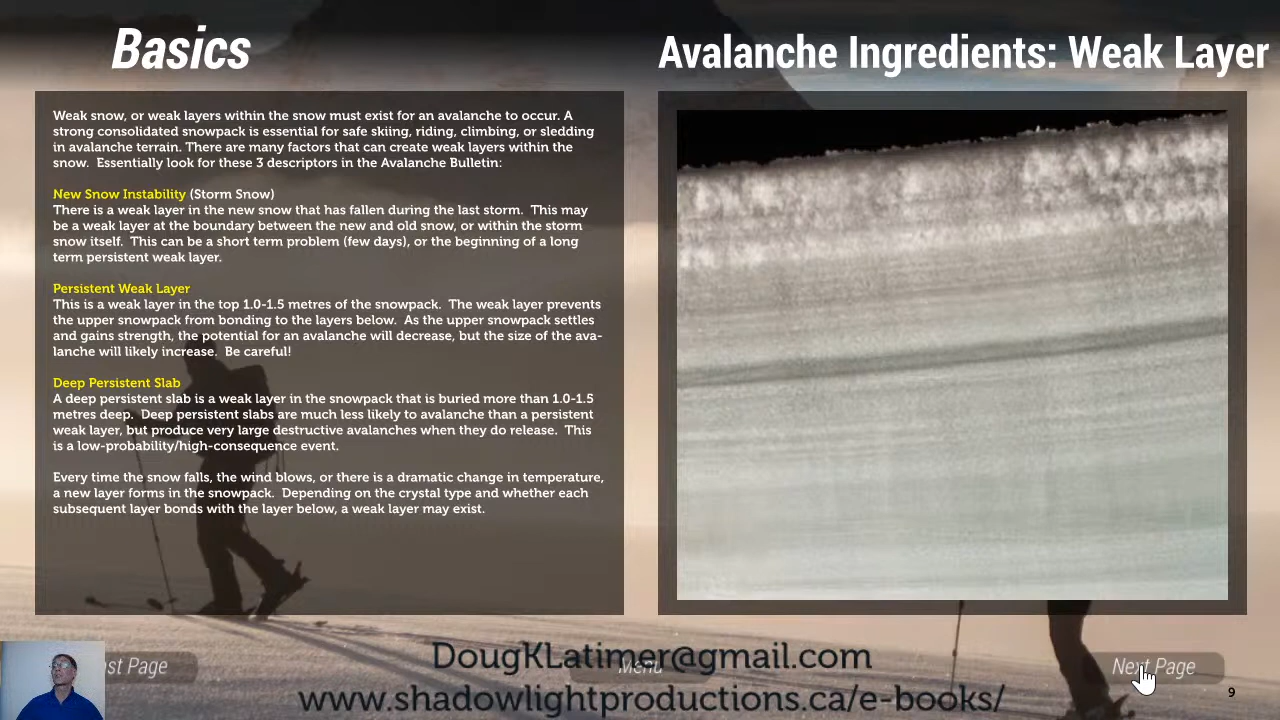 Basics
Avalanche Ingredients: Weak Layer
Weak snow, or weak layers within the snow must exist for an avalanche to occur. A
strong consolidated snowpack is essential for safe skiing, riding, climbing, or sledding
in avalanche terrain. There are many factors that can create weak layers within the
snow.  Essentially look for these 3 descriptors in the Avalanche Bulletin:
New Snow Instability (Storm Snow)
There is a weak layer in the new snow that has fallen during the last storm.  This may
be a weak layer at the boundary between the new and old snow, or within the storm
snow itself.  This can be a short term problem (few days), or the beginning of a long
term persistent weak layer.
Persistent Weak Layer
This is a weak layer in the top 1.0-1.5 metres of the snowpack.  The weak layer prevents
the upper snowpack from bonding to the layers below.  As the upper snowpack settles
and gains strength, the potential for an avalanche will decrease, but the size of the ava-
lanche will likely increase.  Be careful!
Deep Persistent Slab
A deep persistent slab is a weak layer in the snowpack that is buried more than 1.0-1.5
metres deep.  Deep persistent slabs are much less likely to avalanche than a persistent
weak layer, but produce very large destructive avalanches when they do release.  This
is a low-probability/high-consequence event.
Every time the snow falls, the wind blows, or there is a dramatic change in temperature,
a new layer forms in the snowpack.  Depending on the crystal type and whether each
subsequent layer bonds with the layer below, a weak layer may exist.
DougKLatimer@gmail.com
Page
Menu
Next Page
www.shadowlightproductions.ca/e-books/
9